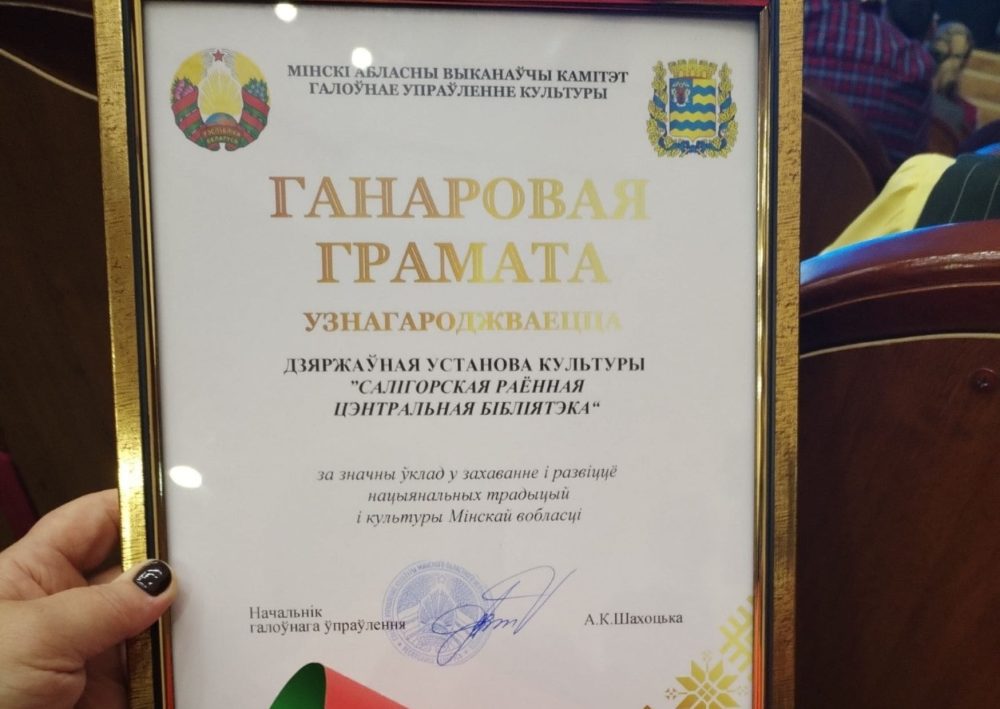 МІНСКІ АБЛАСНЫ ВЫКАНАЎЧЫ КАМІТЭТ
ГАЛОЎНАЕ УПРАЎЛЕННЕ КУЛЬТУРЫ
ГАНАРОВАЯ
ГРАМАТА
УЗНАГАРОДЖВАЕЦЦА
ДЗЯРЖАЎНАЯ УСТАНОВА КУЛЬТУРЫ
”САЛІГОРСКАЯ РАЁННАЯ
ЦЭНТРАЛЬНАЯ БІБЛІЯТЭКА“
за значны ўклад у захаванне і развіццё
нацыянальных традыцый
і культуры Мінскай вобласці
Начальнік
галоўнага ўпраўлення
А.К.Шахоцька